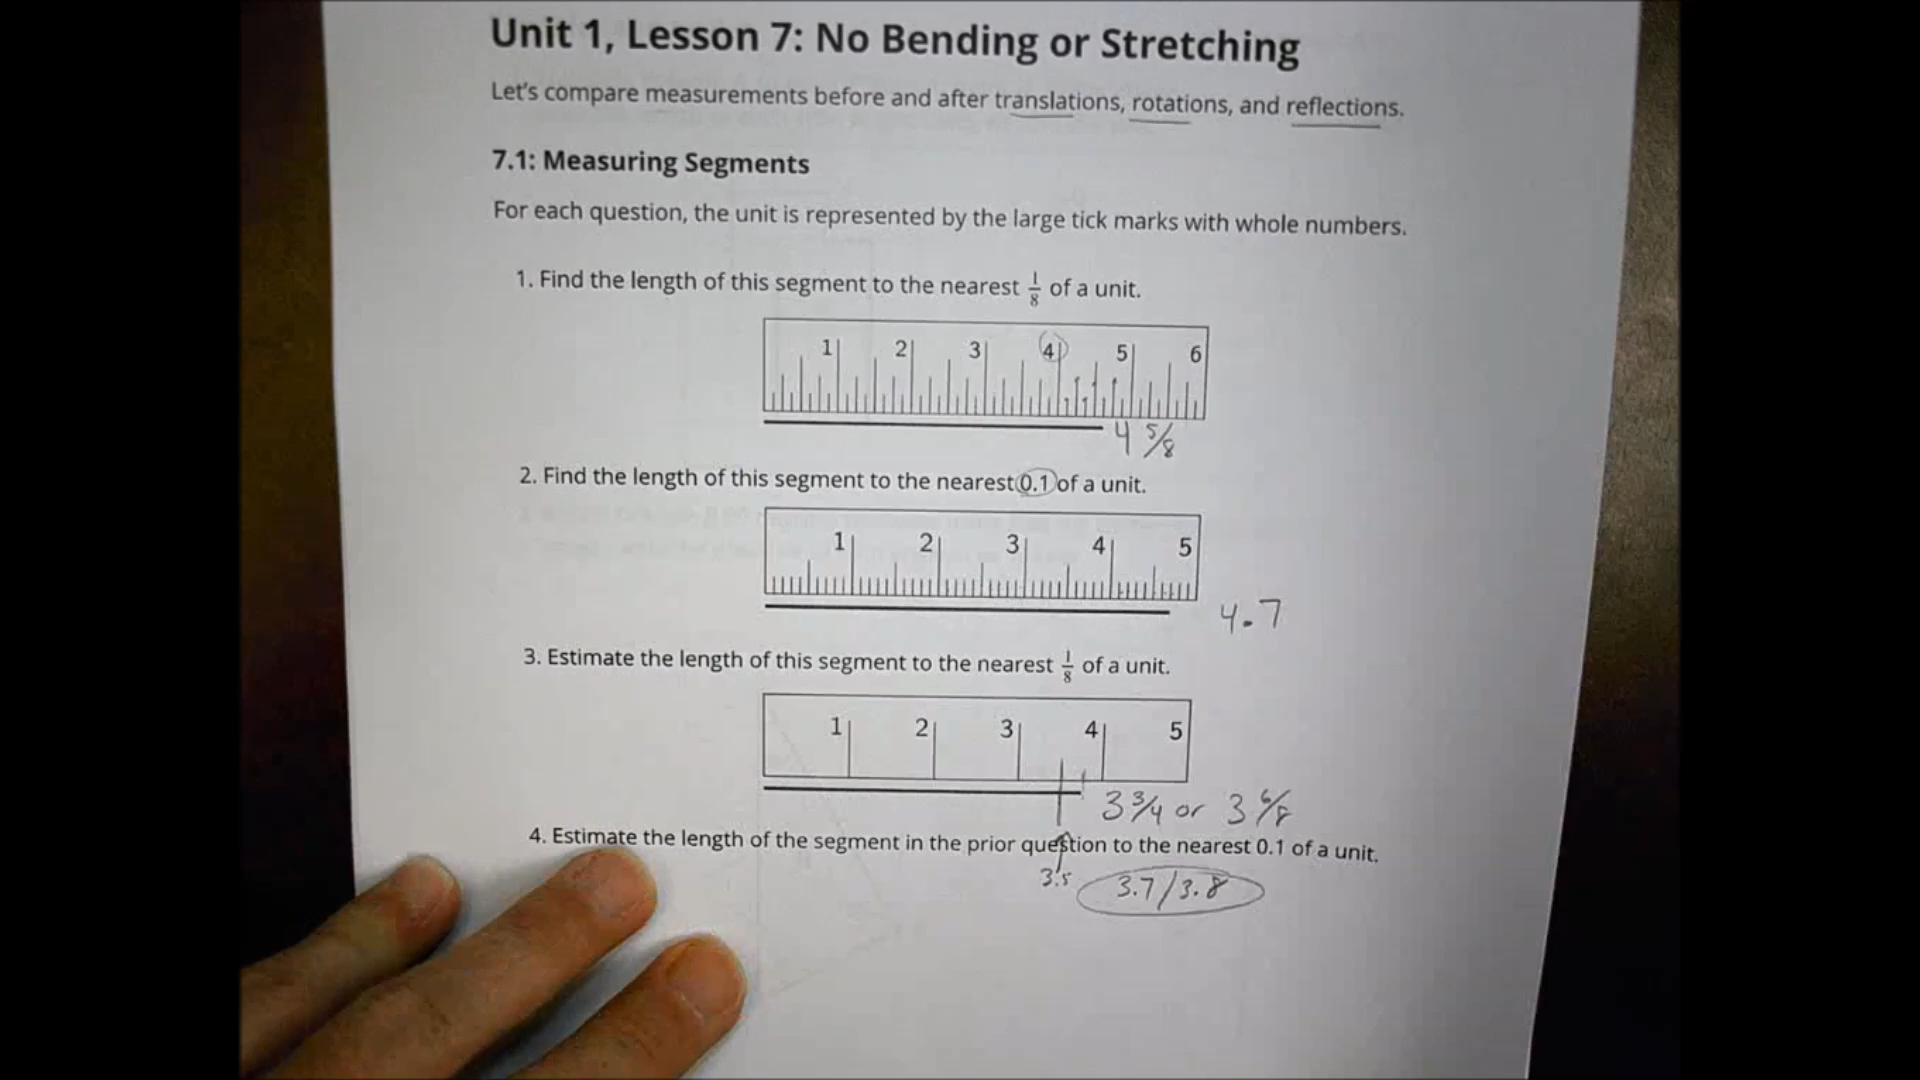 Unit 1, Lesson 7: No Bending or Stretching
Let's compare measurements before and after translations, rotations, and reflections.
7.1: Measuring Segments
For each question, the unit is represented by the large tick marks with whole numbers.
1. Find the length of this segment to the nearest 1/8 of a unit.
1 2 3 4 5 6
4 5/8
2. Find the length of this segment to the nearest 0.1 of a unit.
1 2 3 4 5
4.7
3. Estimate the length of this segment to the nearest 1/8 of a unit.
1 2 3 4 5
3 3/4 or 3 6/8
4. Estimate the length of the segment in the prior question to the nearest 0.1 of a unit.
3.5 3.7/3.8